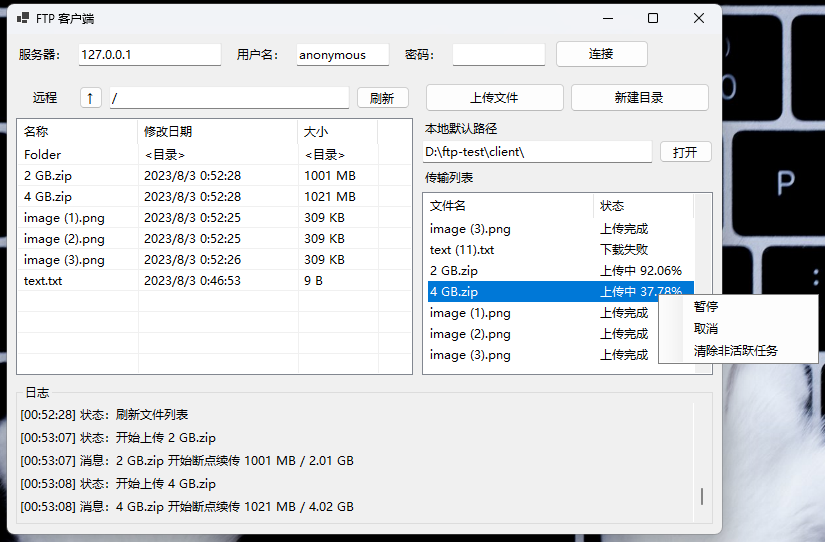 FTP 客户端
服务器： 127.0.0.1 用户名： anonymous 密码： 连接
远程 ↑ / 刷新 上传文件 新建目录
名称 修改日期 大小
Folder <目录> <目录>
2 GB.zip 2023/8/3 0:52:28 1001 MB
4 GB.zip 2023/8/3 0:52:28 1021 MB
image (1).png 2023/8/3 0:52:25 309 KB
image (2).png 2023/8/3 0:52:25 309 KB
image (3).png 2023/8/3 0:52:26 309 KB
text.txt 2023/8/3 0:46:53 9 B
本地默认路径
D:\ftp-test\client\ 打开
传输列表
文件名 状态
image (3).png 上传完成
text (11).txt 下载失败
2 GB.zip 上传中 92.06%
4 GB.zip 上传中 37.78%
image (1).png 上传完成
image (2).png 上传完成
image (3).png 上传完成
暂停
取消
清除非活跃任务
日志
[00:52:28] 状态：刷新文件列表
[00:53:07] 状态：开始上传 2 GB.zip
[00:53:07] 消息：2 GB.zip 开始断点续传 1001 MB / 2.01 GB
[00:53:08] 状态：开始上传 4 GB.zip
[00:53:08] 消息：4 GB.zip 开始断点续传 1021 MB / 4.02 GB
P